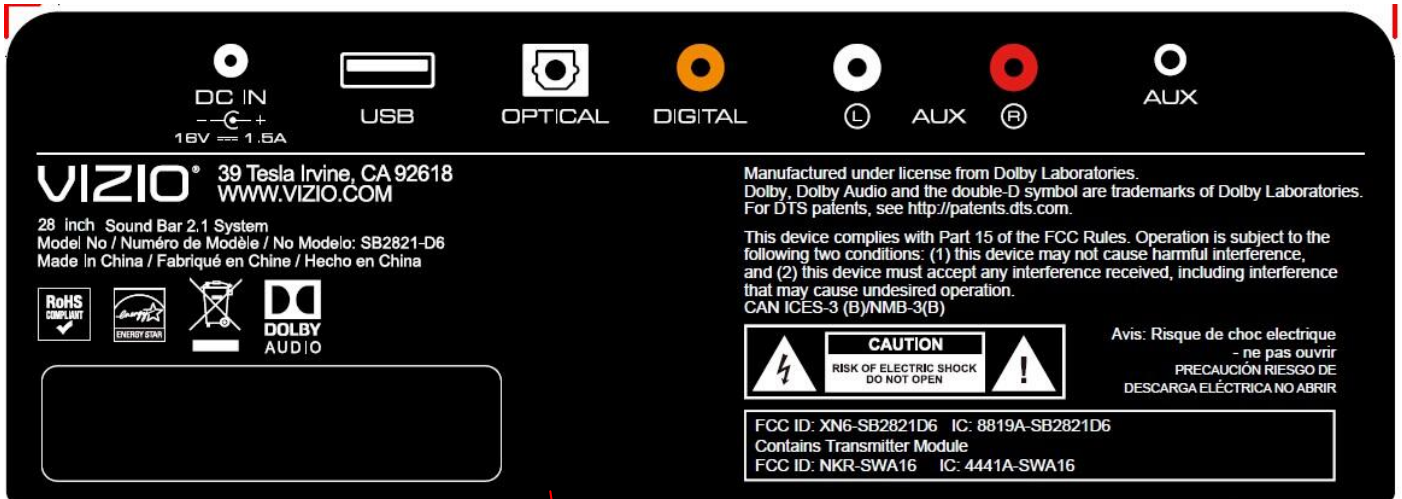 DC IN
16V 1.5A
USB
OPTICAL
DIGITAL
L AUX R
AUX
VIZIO® 39 Tesla Irvine, CA 92618
WWW.VIZIO.COM
28 inch Sound Bar 2.1 System
Model No / Numéro de Modèle / No Modelo: SB2821-D6
Made In China / Fabriqué en Chine / Hecho en China
RoHS
COMPLIANT
energy
ENERGY STAR
DOLBY
AUDIO
Manufactured under license from Dolby Laboratories.
Dolby, Dolby Audio and the double-D symbol are trademarks of Dolby Laboratories.
For DTS patents, see http://patents.dts.com.
This device complies with Part 15 of the FCC Rules. Operation is subject to the
following two conditions: (1) this device may not cause harmful interference,
and (2) this device must accept any interference received, including interference
that may cause undesired operation.
CAN ICES-3 (B)/NMB-3(B)
CAUTION
RISK OF ELECTRIC SHOCK
DO NOT OPEN
Avis: Risque de choc electrique
- ne pas ouvrir
PRECAUCIÓN RIESGO DE
DESCARGA ELÉCTRICA NO ABRIR
FCC ID: XN6-SB2821D6 IC: 8819A-SB2821D6
Contains Transmitter Module
FCC ID: NKR-SWA16 IC: 4441A-SWA16